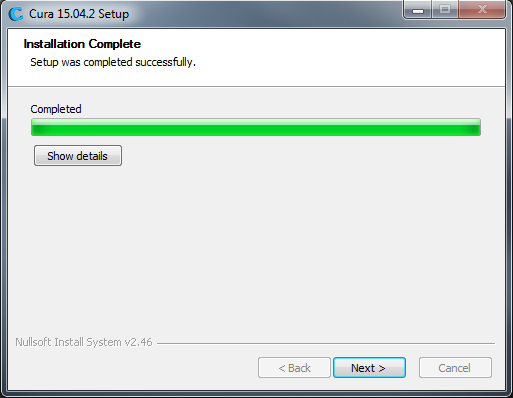 Cura 15.04.2 Setup
Installation Complete
Setup was completed successfully.
Completed
Show details
Nullsoft Install System v2.46
< Back
Next >
Cancel